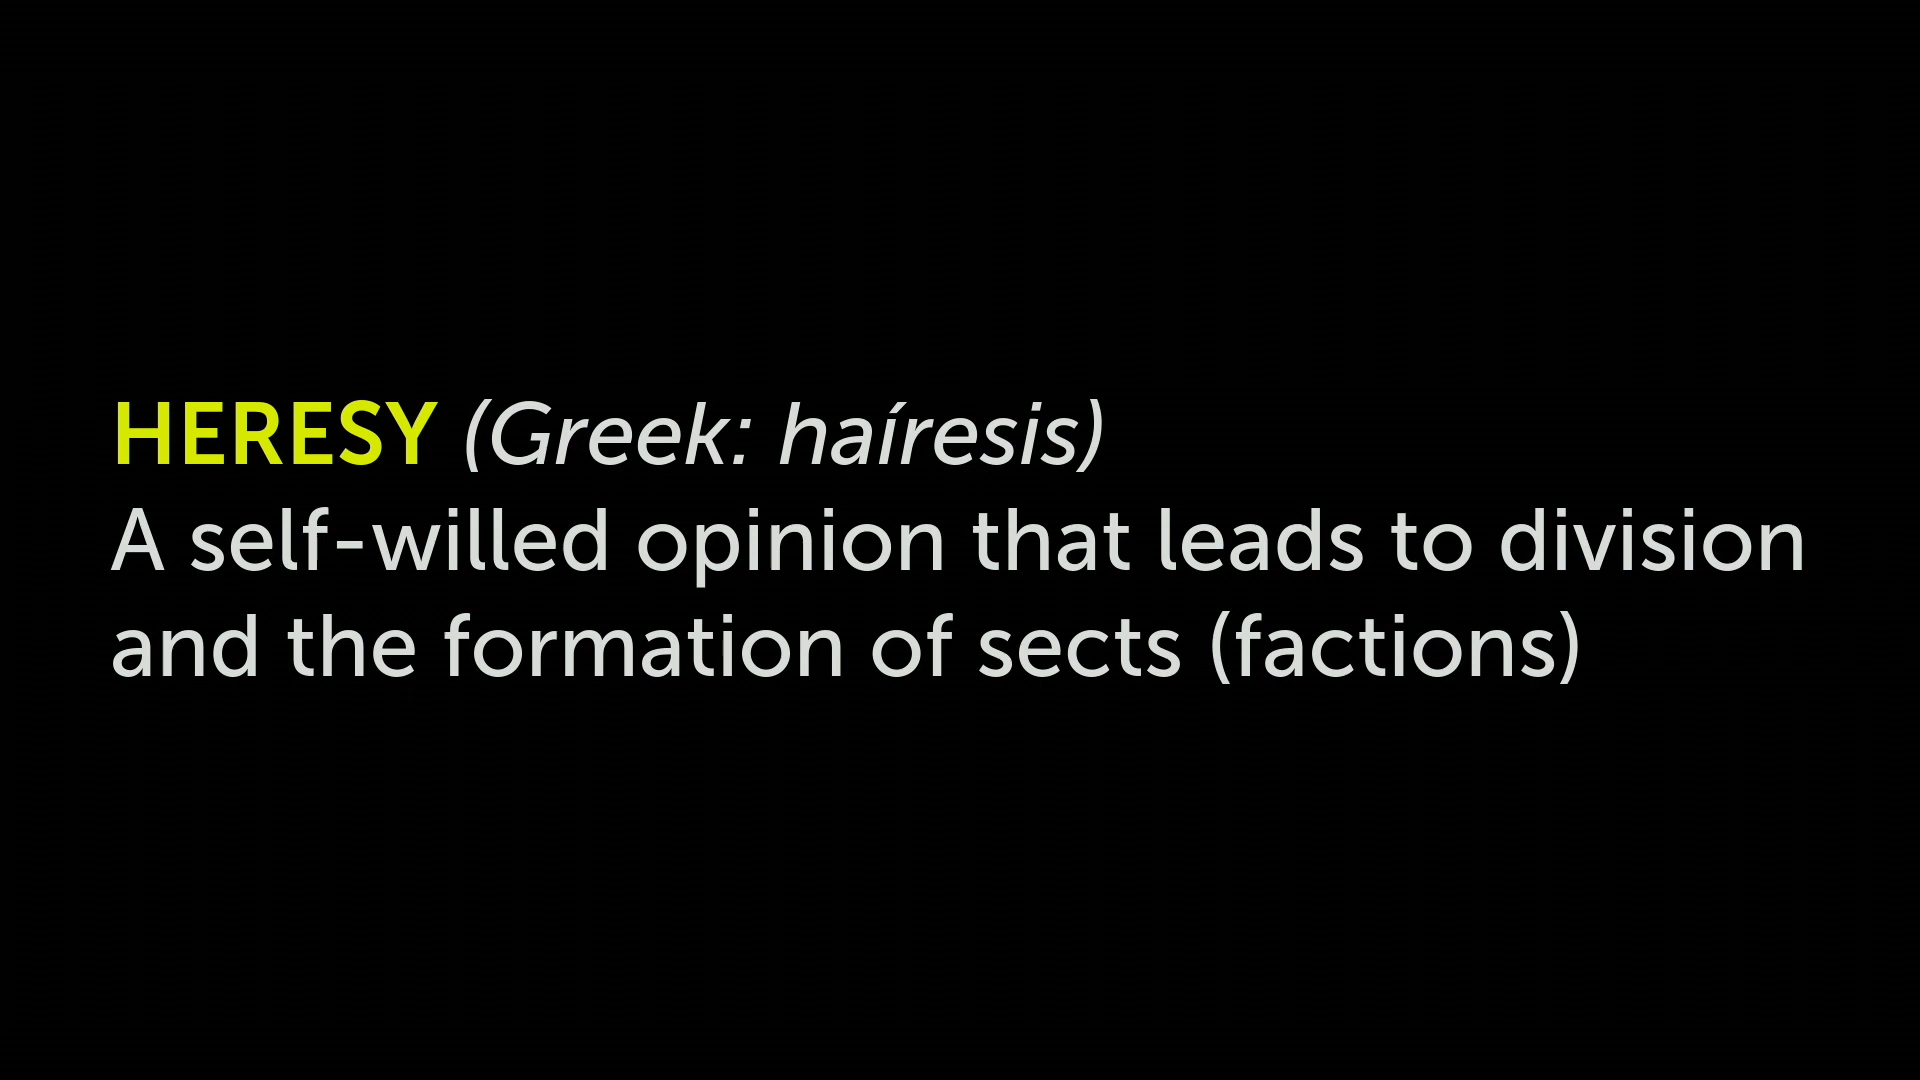 HERESY (Greek: haíresis)
A self-willed opinion that leads to division
and the formation of sects (factions)